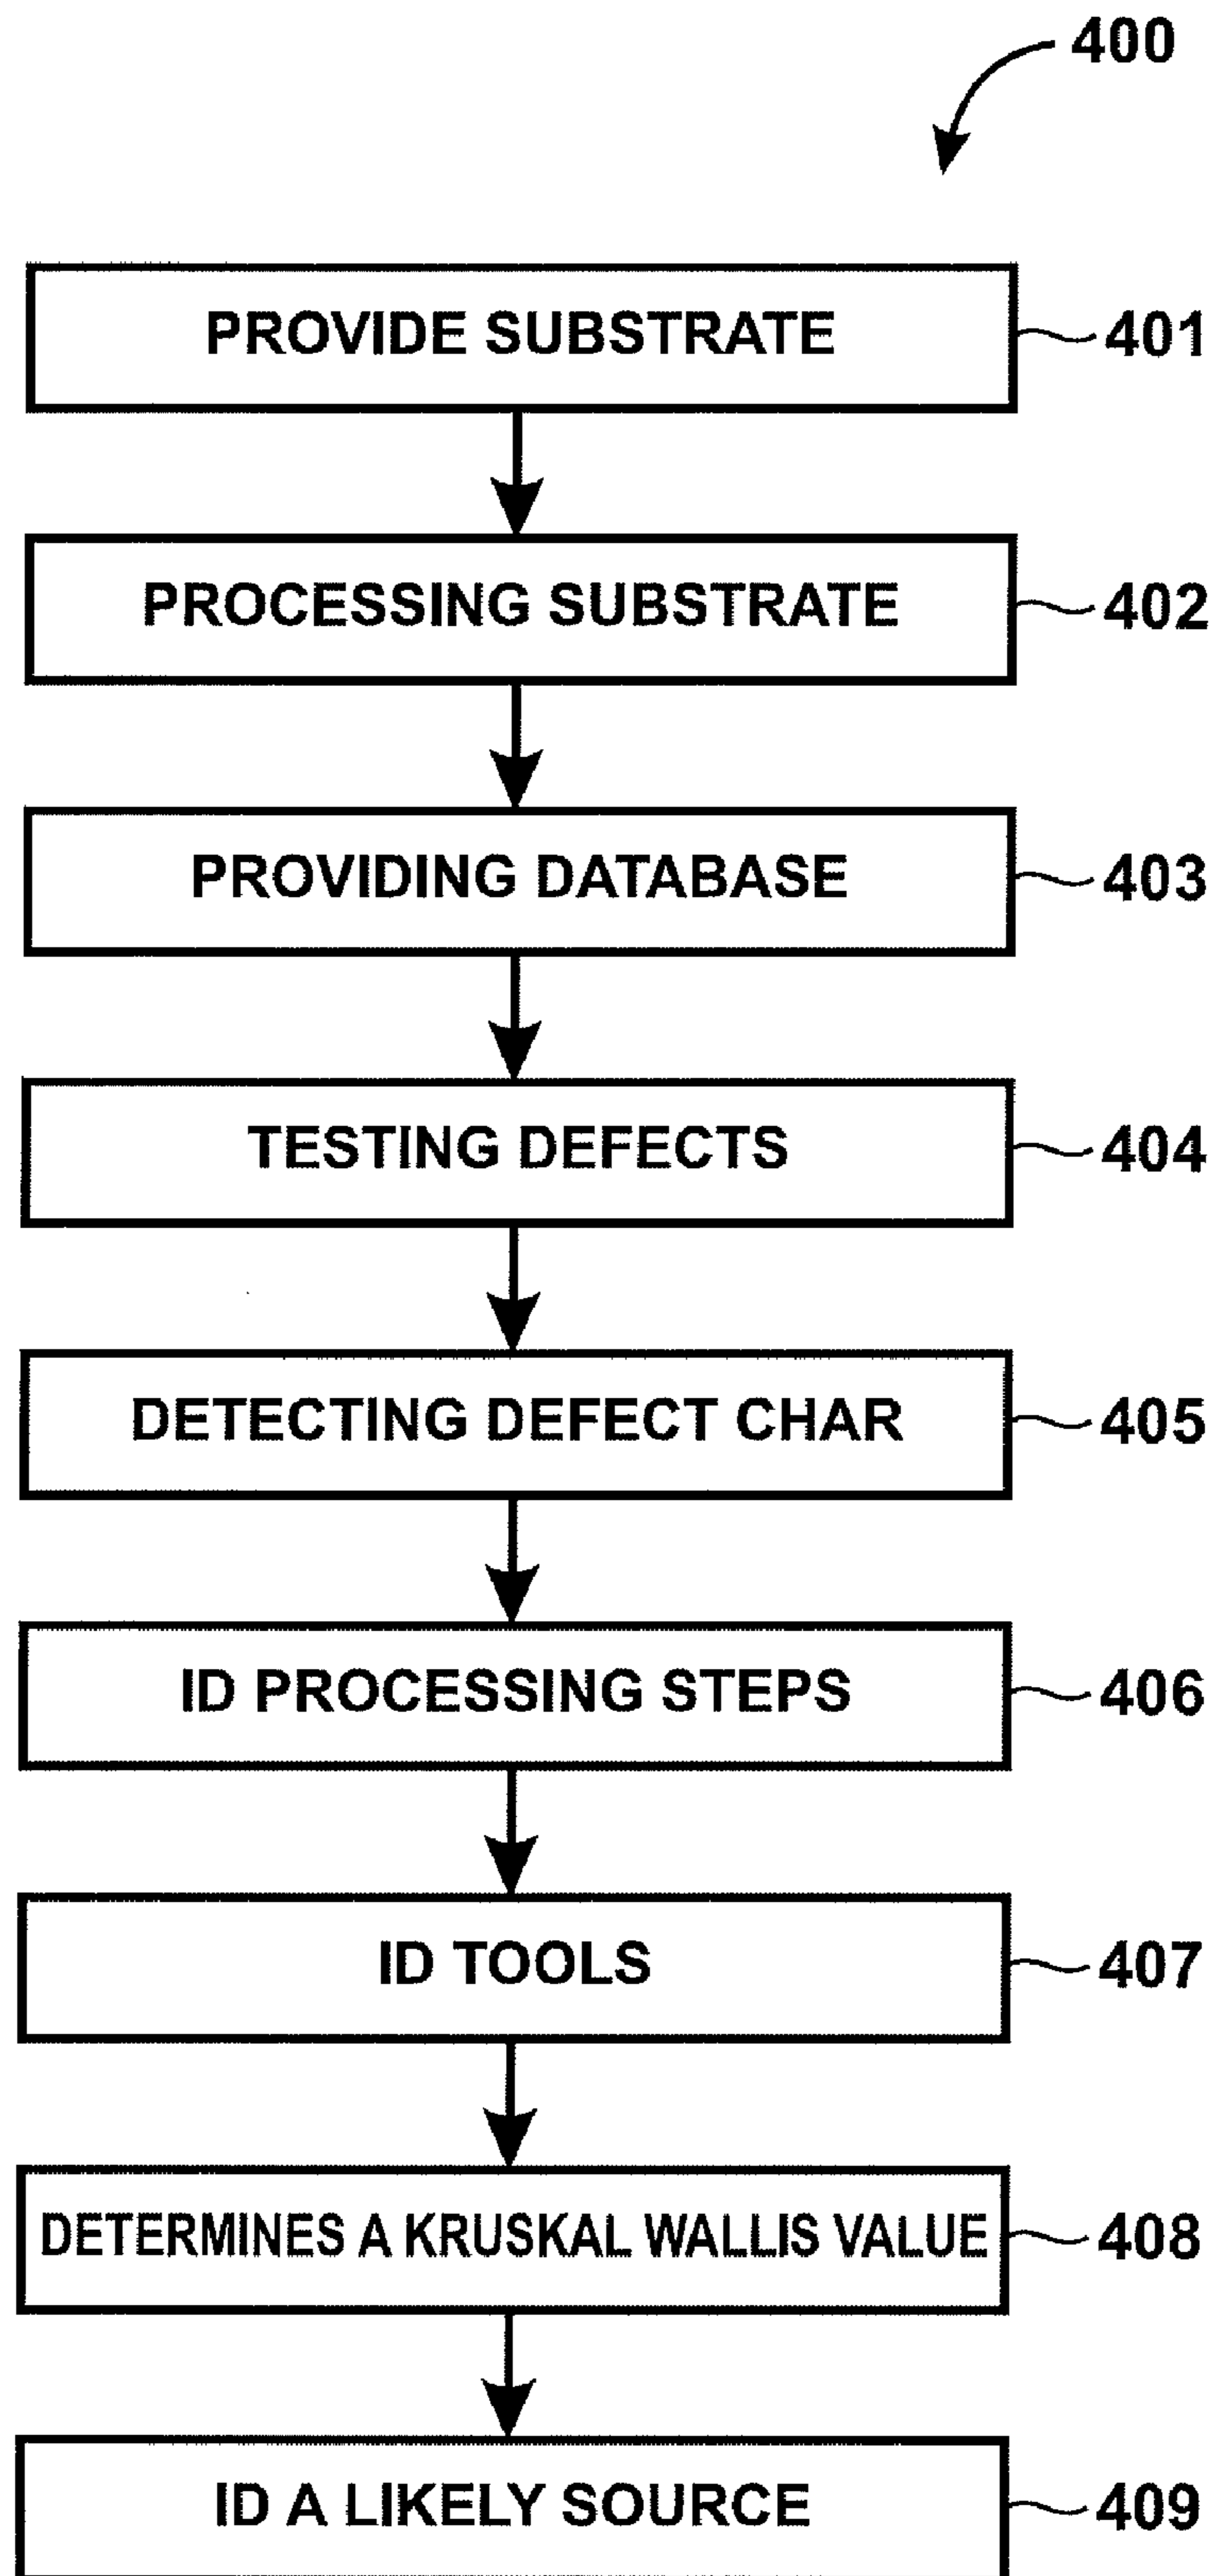 400
PROVIDE SUBSTRATE 401
PROCESSING SUBSTRATE 402
PROVIDING DATABASE 403
TESTING DEFECTS 404
DETECTING DEFECT CHAR 405
ID PROCESSING STEPS 406
ID TOOLS 407
DETERMINES A KRUSKAL WALLIS VALUE 408
ID A LIKELY SOURCE 409